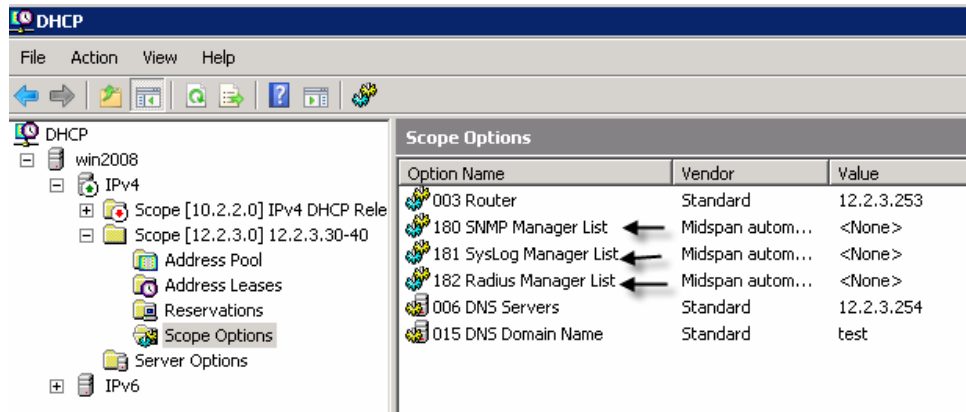 DHCP
File Action View Help
DHCP
win2008
IPv4
Scope [10.2.2.0] IPv4 DHCP Rele
Scope [12.2.3.0] 12.2.3.30-40
Address Pool
Address Leases
Reservations
Scope Options
Server Options
IPv6
Scope Options
Option Name Vendor Value
003 Router Standard 12.2.3.253
180 SNMP Manager List Midspan autom... <None>
181 SysLog Manager List Midspan autom... <None>
182 Radius Manager List Midspan autom... <None>
006 DNS Servers Standard 12.2.3.254
015 DNS Domain Name Standard test